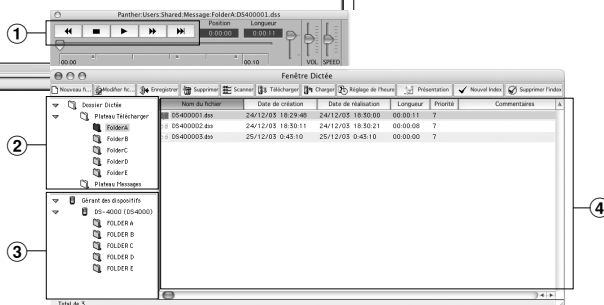 Panther:Users:Shared:Message:FolderA:DS400001.dss
1
Position
Longueur
0:00:00
0:00:11
00.00
00.10
VOL
SPEED
Fenêtre Dictée
Nouveau fi... Modifier fic... Enregistrer Supprimer Scanner Télécharger Charger Réglage de l'heure Présentation Nouvel Index Supprimer l'index
Nom du fichier Date de création Date de réalisation Longueur Priorité Commentaires
Dossier Dictée
Plateau Télécharger
FolderA
FolderB
FolderC
FolderD
FolderE
Plateau Messages
2
DS400001.dss 24/12/03 18:29:48 24/12/03 18:30:00 00:00:11 ?
DS400002.dss 24/12/03 18:30:11 24/12/03 18:30:21 00:00:08 ?
DS400003.dss 25/12/03 0:43:10 25/12/03 0:43:10 00:00:00 ?
4
Gérant des dispositifs
DS-4000 (DS4000)
FOLDER A
FOLDER B
FOLDER C
FOLDER D
FOLDER E
3
Total de 3